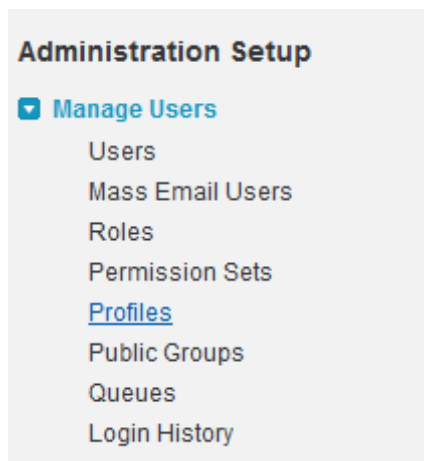 Administration Setup
Manage Users
Users
Mass Email Users
Roles
Permission Sets
Profiles
Public Groups
Queues
Login History